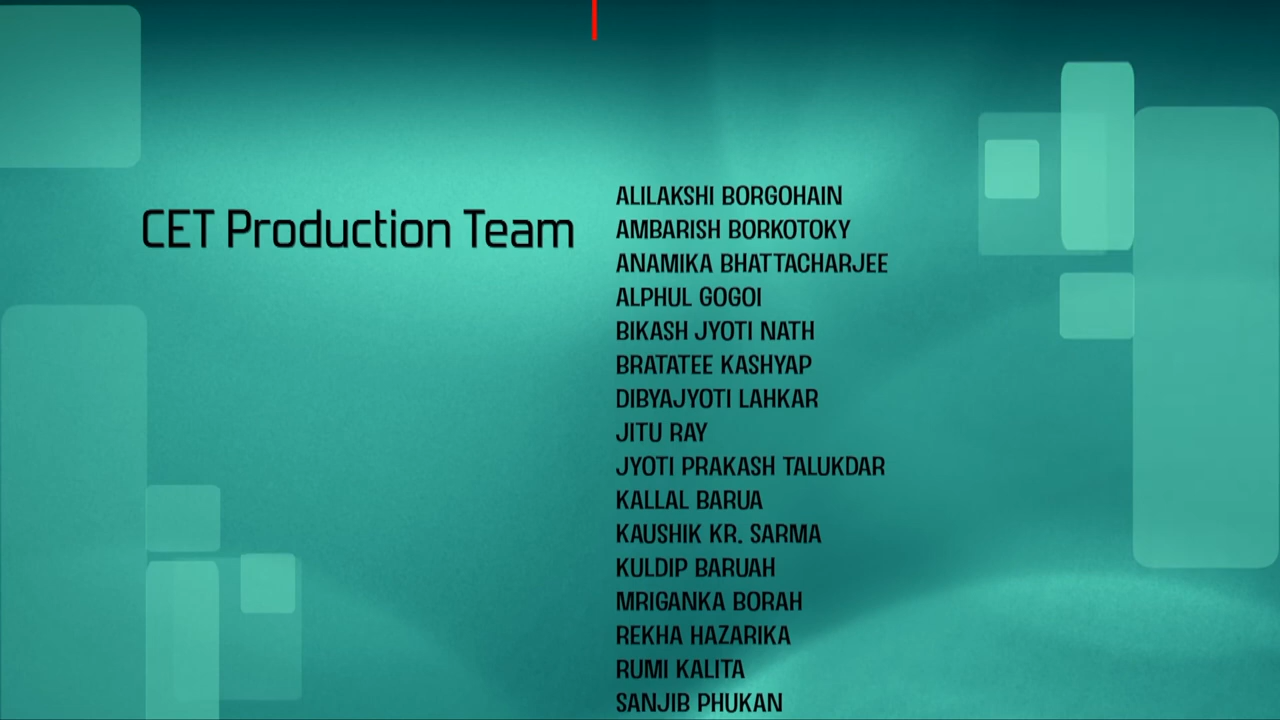 CET Production Team
ALILAKSHI BORGOHAIN
AMBARISH BORKOTOKY
ANAMIKA BHATTACHARJEE
ALPHUL GOGOI
BIKASH JYOTI NATH
BRATATEE KASHYAP
DIBYAJYOTI LAHKAR
JITU RAY
JYOTI PRAKASH TALUKDAR
KALLAL BARUA
KAUSHIK KR. SARMA
KULDIP BARUAH
MRIGANKA BORAH
REKHA HAZARIKA
RUMI KALITA
SANJIB PHUKAN